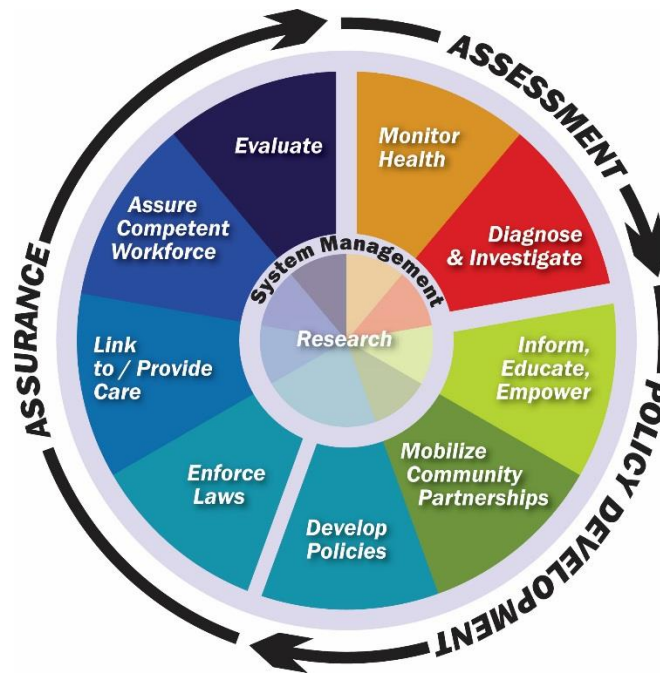 ASSESSMENT
Monitor
Health
Diagnose
& Investigate
POLICY DEVELOPMENT
Inform,
Educate,
Empower
Mobilize
Community
Partnerships
Develop
Policies
ASSURANCE
Enforce
Laws
Link
to / Provide
Care
Assure
Competent
Workforce
Evaluate
System Management
Research